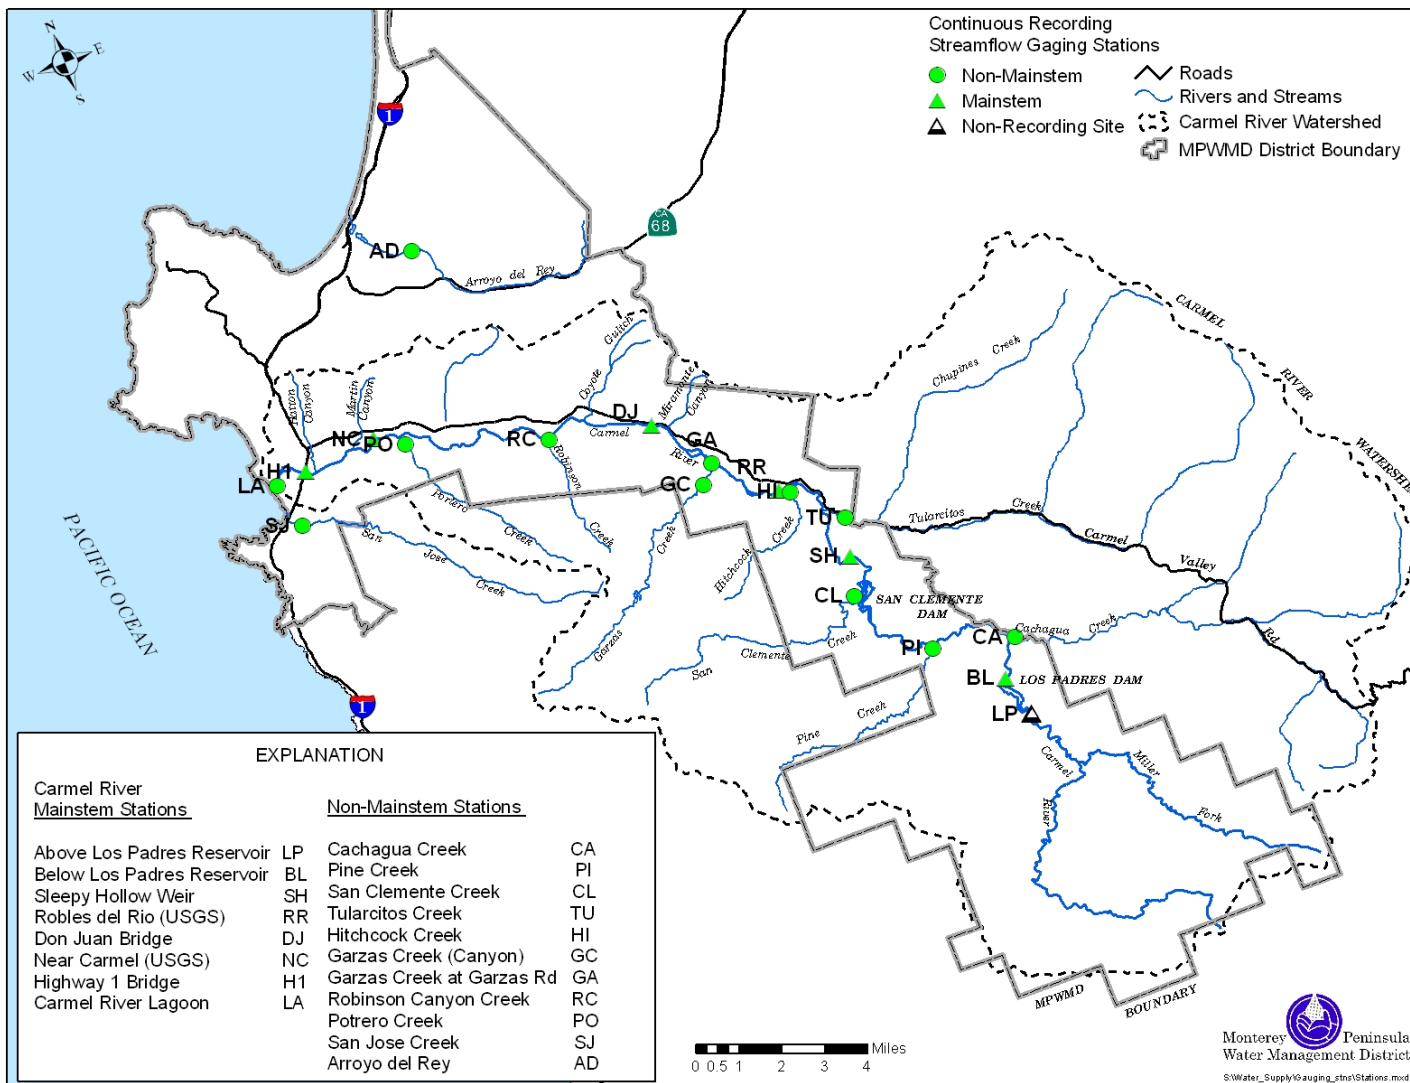 N
E
W
S
Continuous Recording
Streamflow Gaging Stations
Non-Mainstem
Mainstem
Non-Recording Site
Roads
Rivers and Streams
Carmel River Watershed
MPWMD District Boundary
1
CA
68
AD
Arroyo del Rey
CARMEL
RIVER
WATERSHED
Chupines Creek
Gulch
Coyote
Hatton
Canyon
Martin
Canyon
Miramonte
Canyon
DJ
Carmel
River
NC
PO
RC
GA
RR
H1
LA
GC
HI
TU
SJ
Robinson
Creek
Potrero
Creek
San
Jose
Creek
Creek
Garzas
Hitchcock
Creek
Tularcitos
Creek
Carmel
Valley
Rd
SH
CL
SAN CLEMENTE
DAM
San
Clemente
Creek
PI
CA
Cachagua
Creek
BL
LOS PADRES DAM
LP
Pine
Creek
Carmel
River
Miller
Fork
MPWMD
BOUNDARY
PACIFIC OCEAN
1
EXPLANATION
Carmel River
Mainstem Stations
Above Los Padres Reservoir LP
Below Los Padres Reservoir BL
Sleepy Hollow Weir SH
Robles del Rio (USGS) RR
Don Juan Bridge DJ
Near Carmel (USGS) NC
Highway 1 Bridge H1
Carmel River Lagoon LA
Non-Mainstem Stations
Cachagua Creek CA
Pine Creek PI
San Clemente Creek CL
Tularcitos Creek TU
Hitchcock Creek HI
Garzas Creek (Canyon) GC
Garzas Creek at Garzas Rd GA
Robinson Canyon Creek RC
Potrero Creek PO
San Jose Creek SJ
Arroyo del Rey AD
Miles
0 0.5 1 2 3 4
Monterey Peninsula
Water Management District
S:\Water_Supply\Gauging_stns\Stations.mxd